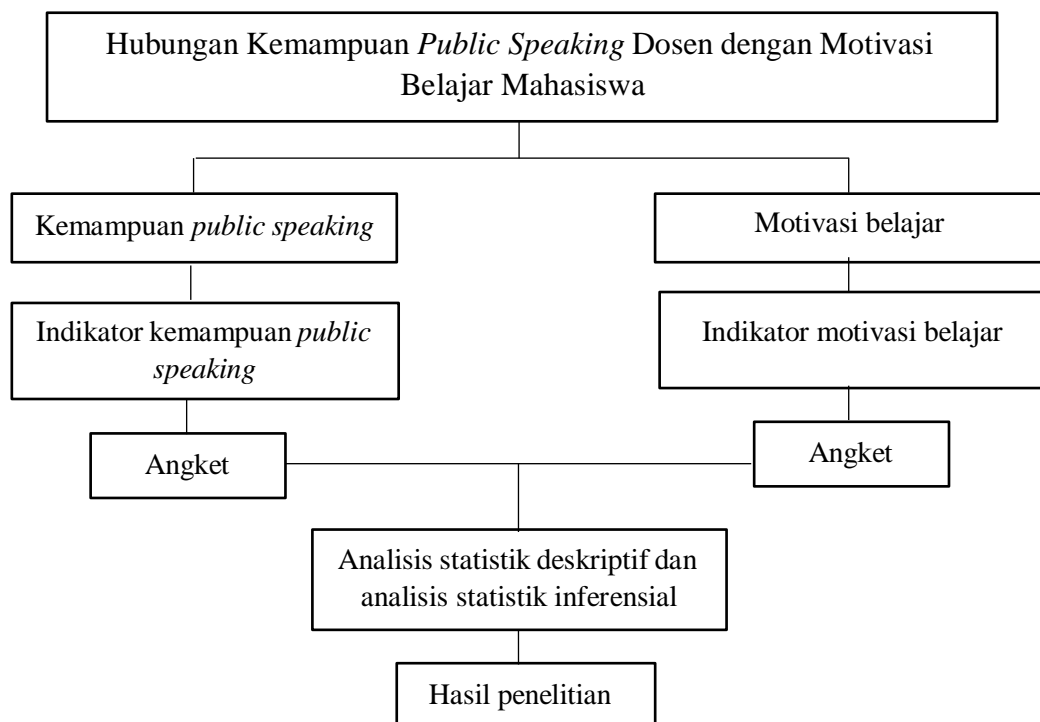 Hubungan Kemampuan Public Speaking Dosen dengan Motivasi
Belajar Mahasiswa
Kemampuan public speaking
Motivasi belajar
Indikator kemampuan public
speaking
Indikator motivasi belajar
Angket
Angket
Analisis statistik deskriptif dan
analisis statistik inferensial
Hasil penelitian